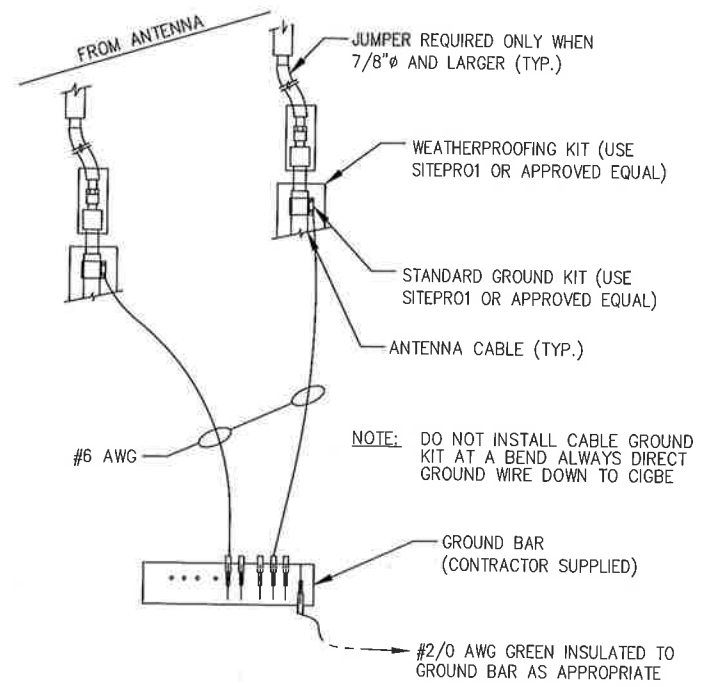 FROM ANTENNA
JUMPER REQUIRED ONLY WHEN
7/8"ø AND LARGER (TYP.)
WEATHERPROOFING KIT (USE
SITEPRO1 OR APPROVED EQUAL)
STANDARD GROUND KIT (USE
SITEPRO1 OR APPROVED EQUAL)
ANTENNA CABLE (TYP.)
#6 AWG
NOTE: DO NOT INSTALL CABLE GROUND
KIT AT A BEND ALWAYS DIRECT
GROUND WIRE DOWN TO CIGBE
GROUND BAR
(CONTRACTOR SUPPLIED)
#2/0 AWG GREEN INSULATED TO
GROUND BAR AS APPROPRIATE